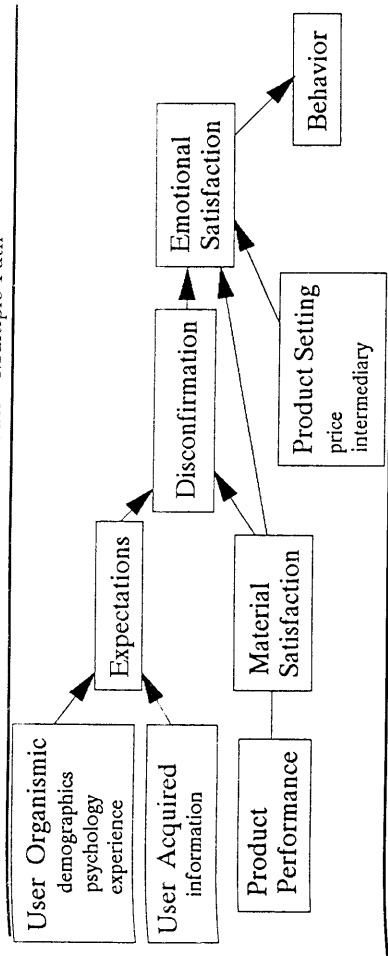 User Organismic
demographics
psychology
experience
User Acquired
information
Product
Performance
Expectations
Material
Satisfaction
Disconfirmation
Product Setting
price
intermediary
Emotional
Satisfaction
Behavior